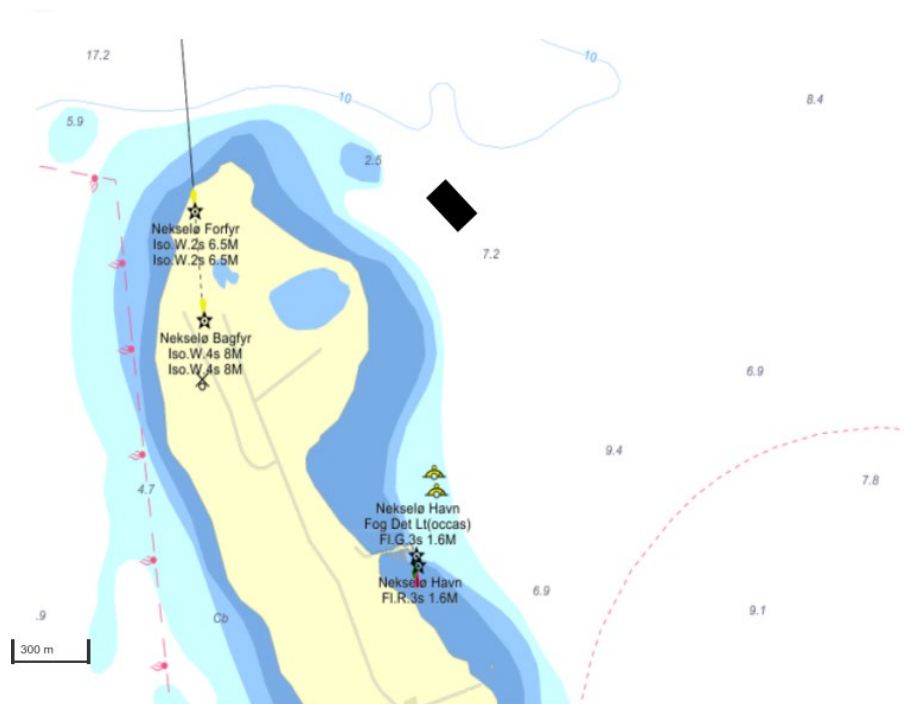 17.2
10
10
8.4
5.9
2.5
Nekselø Forfyr
Iso.W.2s 6.5M
Iso.W.2s 6.5M
7.2
Nekselø Bagfyr
Iso.W.4s 8M
Iso.W.4s 8M
6.9
9.4
7.8
4.7
Nekselø Havn
Fog Det Lt(occas)
Fl.G.3s 1.6M
Nekselø Havn
Fl.R.3s 1.6M
6.9
9.1
.9
Cb
300 m